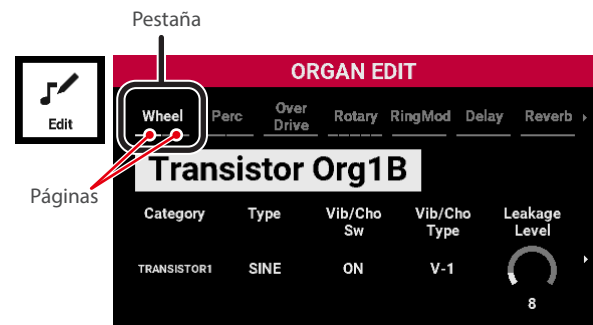 Pestaña
ORGAN EDIT
Edit
Wheel Perc Over Drive Rotary RingMod Delay Reverb
Páginas
Transistor Org1B
Category Type Vib/Cho Sw Vib/Cho Type Leakage Level
TRANSISTOR1 SINE ON V-1
8